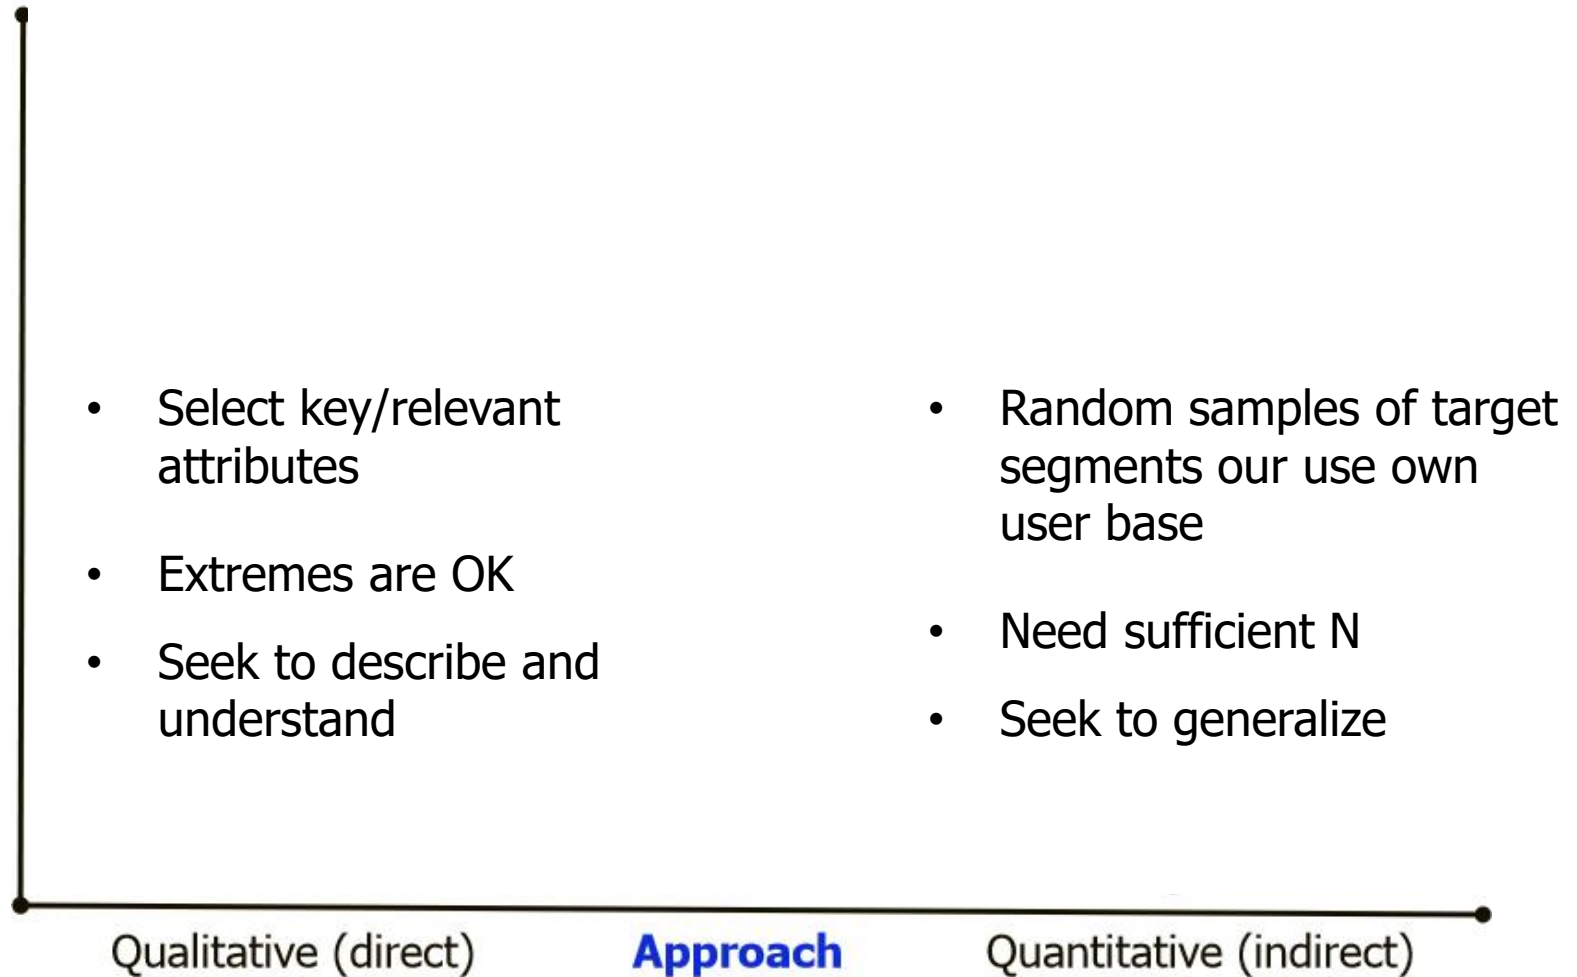 • Select key/relevant
attributes
• Extremes are OK
• Seek to describe and
understand
• Random samples of target
segments our use own
user base
• Need sufficient N
• Seek to generalize
Qualitative (direct) Approach Quantitative (indirect)